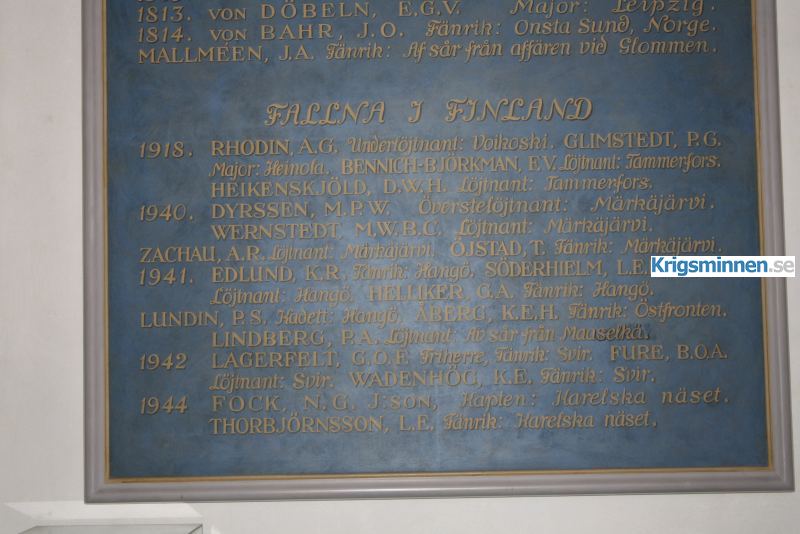 1813. VON DÖBELN, E.G.V. Major: Leipzig.
1814. VON BAHR, J.O. Fänrik: Onsta Sund, Norge.
MALLMÉEN, J.A. Fänrik: Af sår från affären vid Glommen.
FALLNA I FINLAND
1918. RHODIN, A.G. Underlöjtnant: Voikoski. GLIMSTEDT, P.G.
Major: Heinola. BENNICH-BJÖRKMAN, E.V. Löjtnant: Tammerfors.
HEIKENSKJÖLD, D.W.H. Löjtnant: Tammerfors.
1940. DYRSSEN, M.P.W. Överstelöjtnant: Märkäjärvi.
WERNSTEDT, M.W.B.C. Löjtnant: Märkäjärvi.
ZACHAU, A.R. Löjtnant: Märkäjärvi. ÖJSTAD, T. Fänrik: Märkäjärvi.
1941. EDLUND, K.R. Fänrik: Hangö. SÖDERHIELM, L.E.
Krigsminnen.se
Löjtnant: Hangö. HELLIKER, G.A. Fänrik: Hangö.
LUNDIN, P.S. Kadett: Hangö. ÅBERG, K.E.H. Fänrik: Östfronten.
LINDBERG, P.A. Löjtnant: Av sår från Maaselkä.
1942 LAGERFELT, G.O.F. Friherre, Fänrik: Svir. FURE, B.O.A.
Löjtnant: Svir. WADENHÖG, K.E. Fänrik: Svir.
1944 FOCK, N.G. J:son, Kapten: Karelska näset.
THORBJÖRNSSON, L.E. Fänrik: Karelska näset.